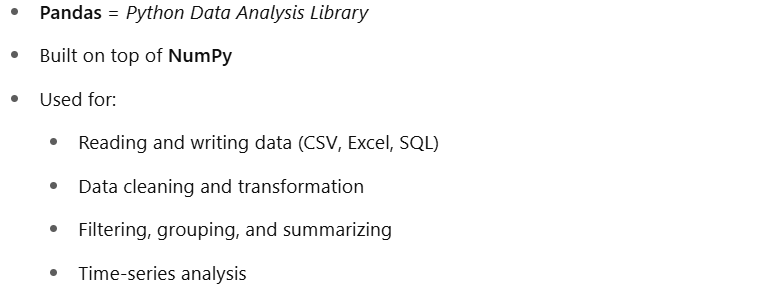 • Pandas = Python Data Analysis Library
• Built on top of NumPy
• Used for:
• Reading and writing data (CSV, Excel, SQL)
• Data cleaning and transformation
• Filtering, grouping, and summarizing
• Time-series analysis